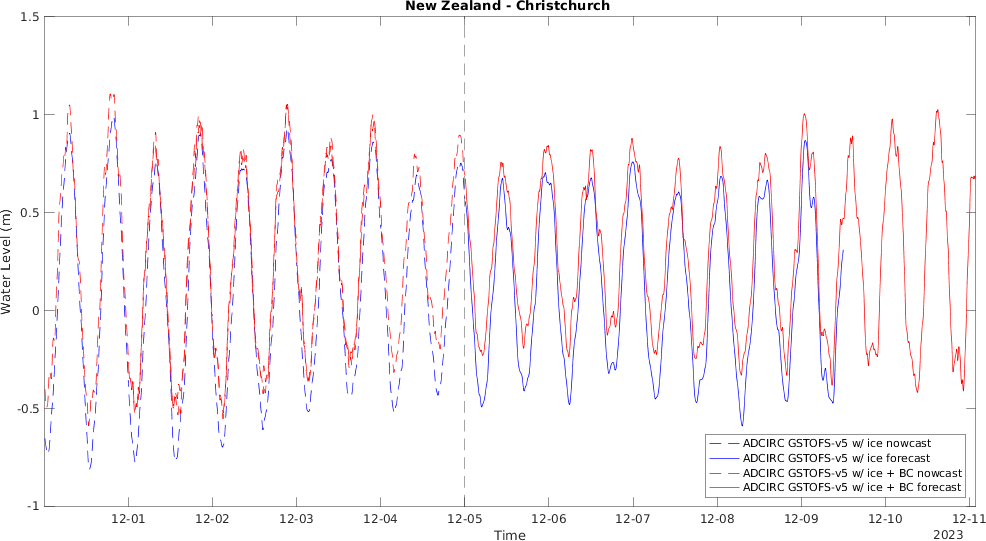 New Zealand - Christchurch
1.5
1
0.5
0
-0.5
-1
Water Level (m)
12-01 12-02 12-03 12-04 12-05 12-06 12-07 12-08 12-09 12-10 12-11
Time
2023
ADCIRC GSTOFS-v5 w/ ice nowcast
ADCIRC GSTOFS-v5 w/ ice forecast
ADCIRC GSTOFS-v5 w/ ice + BC nowcast
ADCIRC GSTOFS-v5 w/ ice + BC forecast